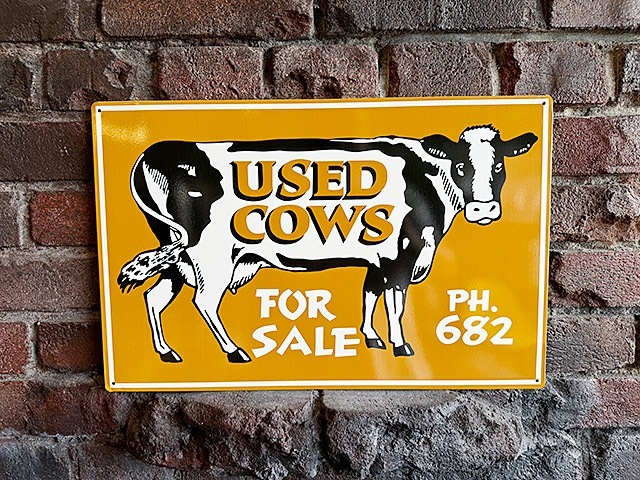 USED
COWS
FOR
SALE
PH.
682